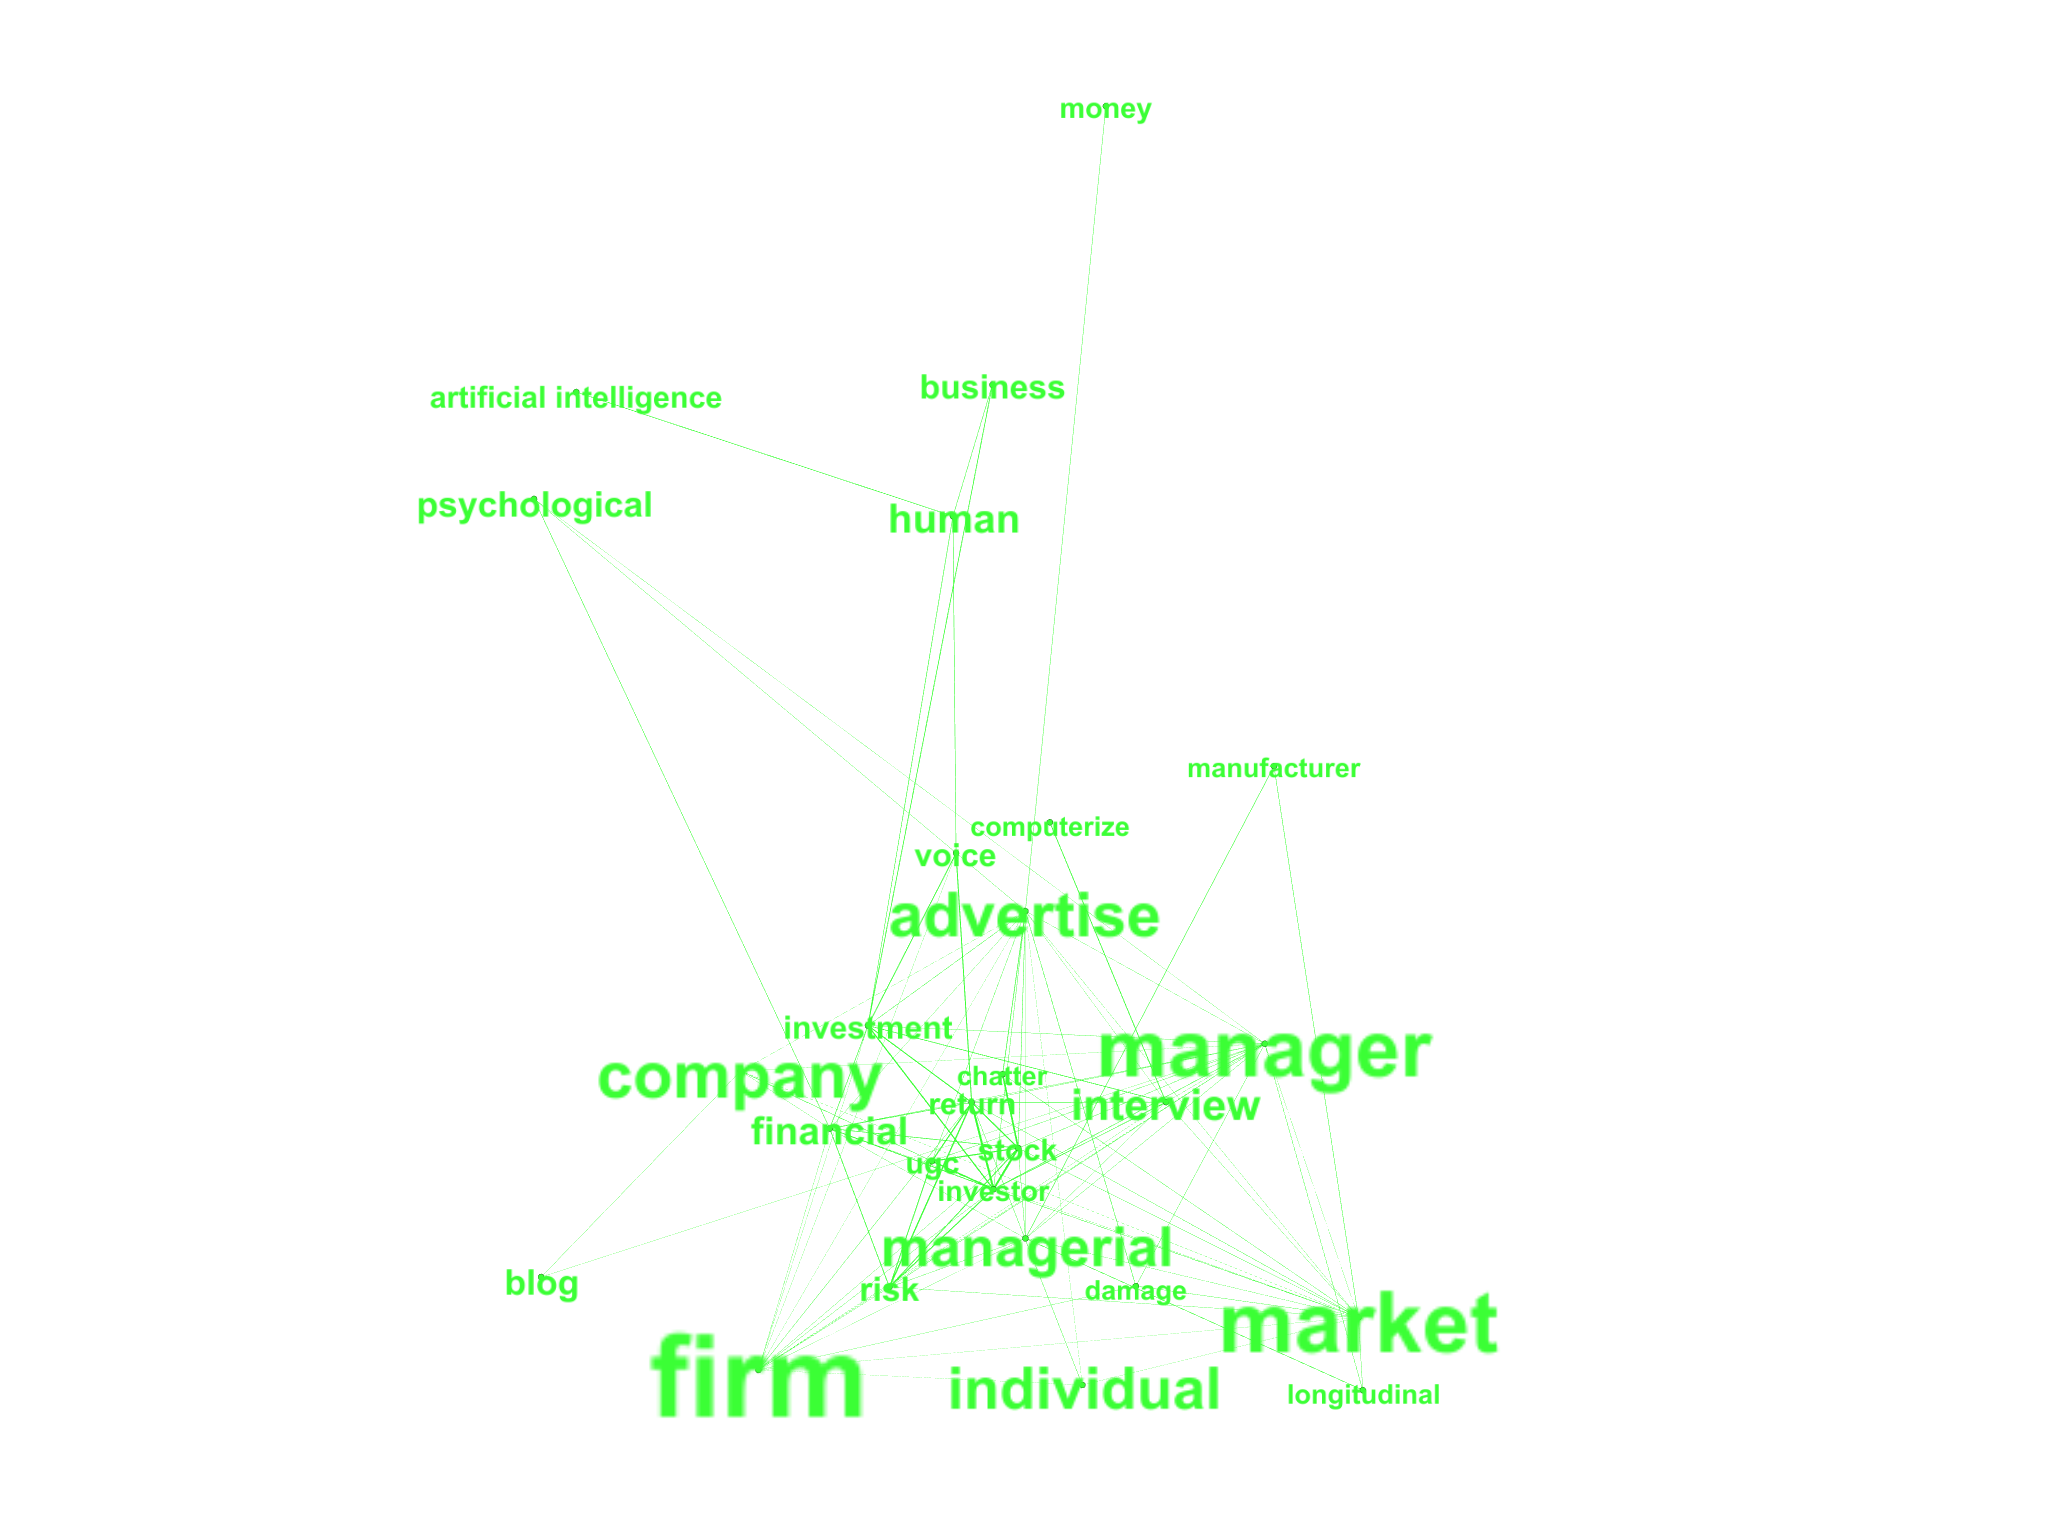 money
business
artificial intelligence
psychological
human
manufacturer
computerize
voice
advertise
investment
manager
company
chatter
return
interview
financial
stock
ugc
investor
managerial
blog
risk
damage
market
firm
individual
longitudinal